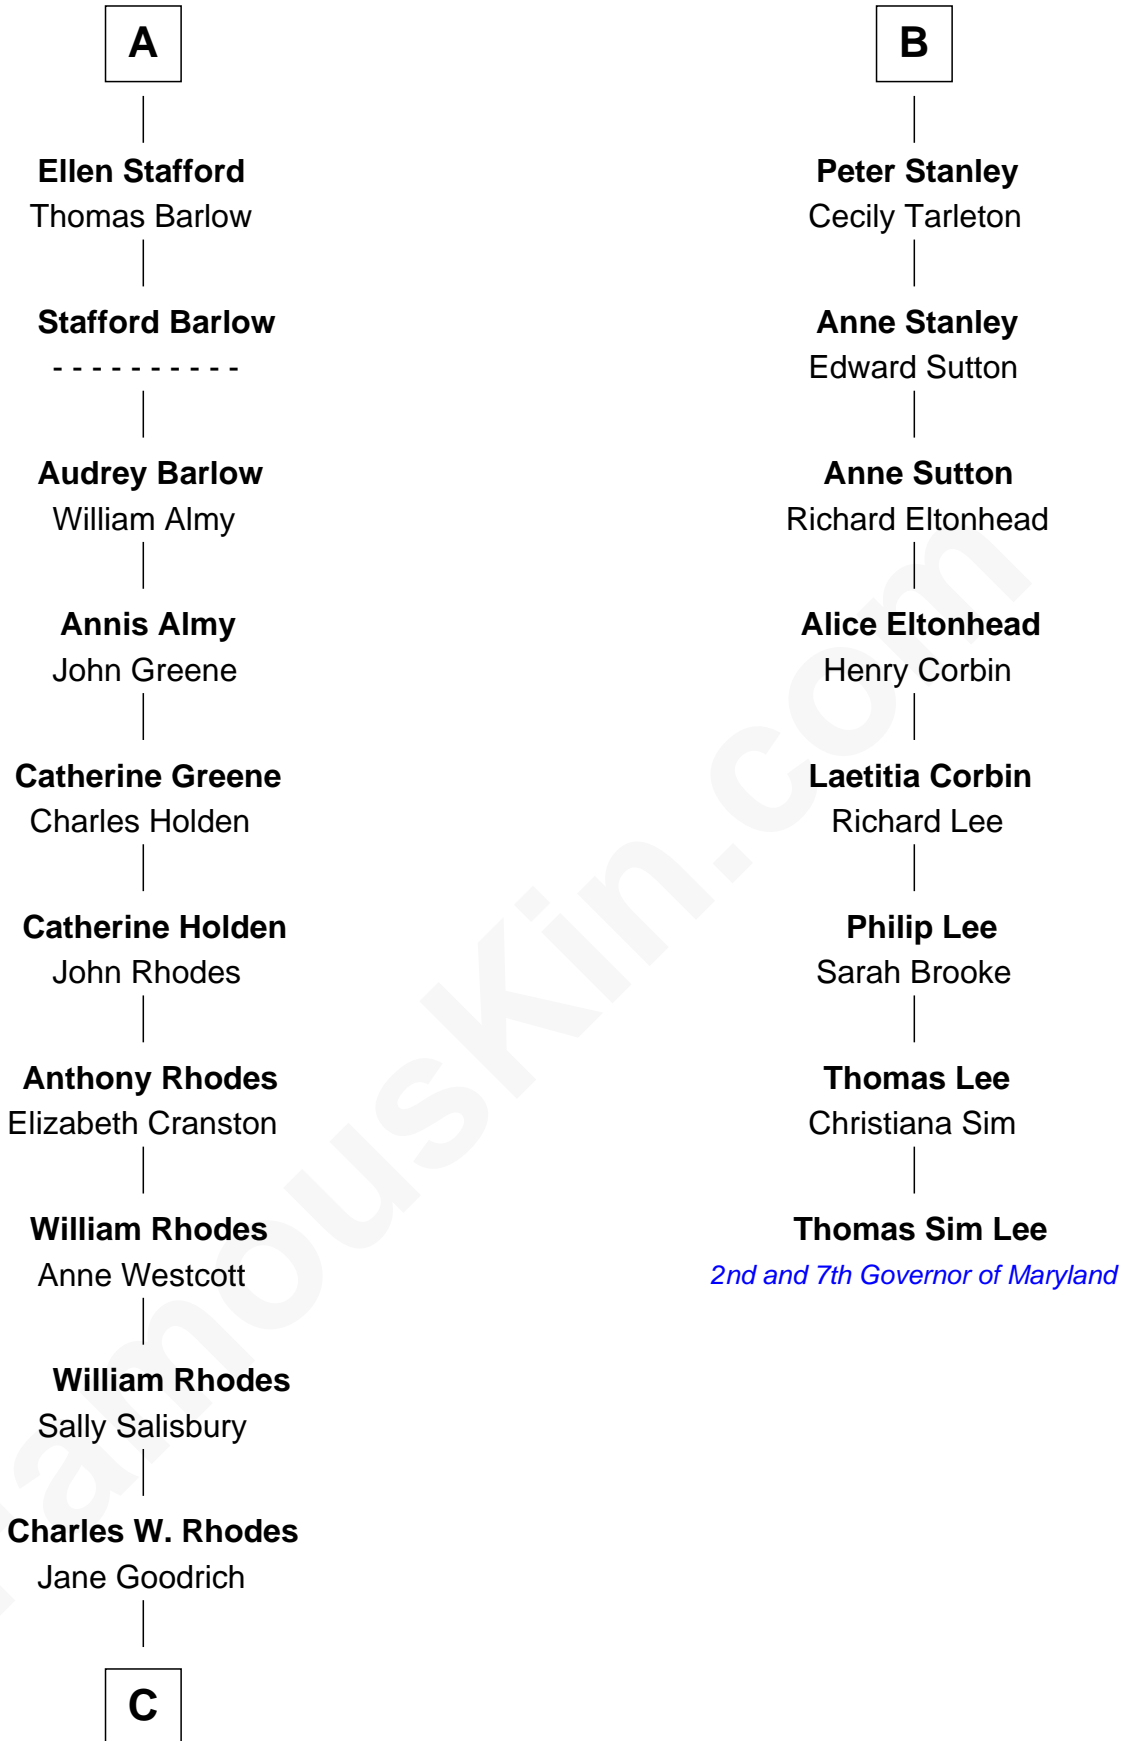 A
Ellen Stafford
Thomas Barlow
Stafford Barlow
- - - - - - - - - -
Audrey Barlow
William Almy
Annis Almy
John Greene
Catherine Greene
Charles Holden
Catherine Holden
John Rhodes
Anthony Rhodes
Elizabeth Cranston
William Rhodes
Anne Westcott
William Rhodes
Sally Salisbury
Charles W. Rhodes
Jane Goodrich
C
B
Peter Stanley
Cecily Tarleton
Anne Stanley
Edward Sutton
Anne Sutton
Richard Eltonhead
Alice Eltonhead
Henry Corbin
Laetitia Corbin
Richard Lee
Philip Lee
Sarah Brooke
Thomas Lee
Christiana Sim
Thomas Sim Lee
2nd and 7th Governor of Maryland
FamousKin.com